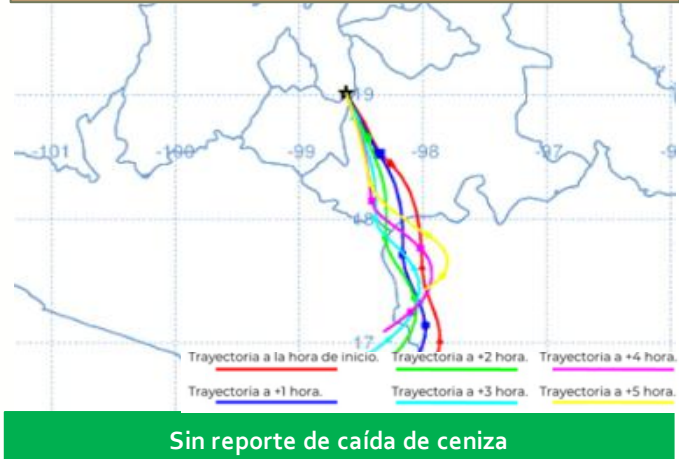 19
-101 -100 -99 -98 -97 -9
18
17
Trayectoria a la hora de inicio. Trayectoria a +2 hora. Trayectoria a +4 hora.
Trayectoria a +1 hora. Trayectoria a +3 hora. Trayectoria a +5 hora.
Sin reporte de caída de ceniza